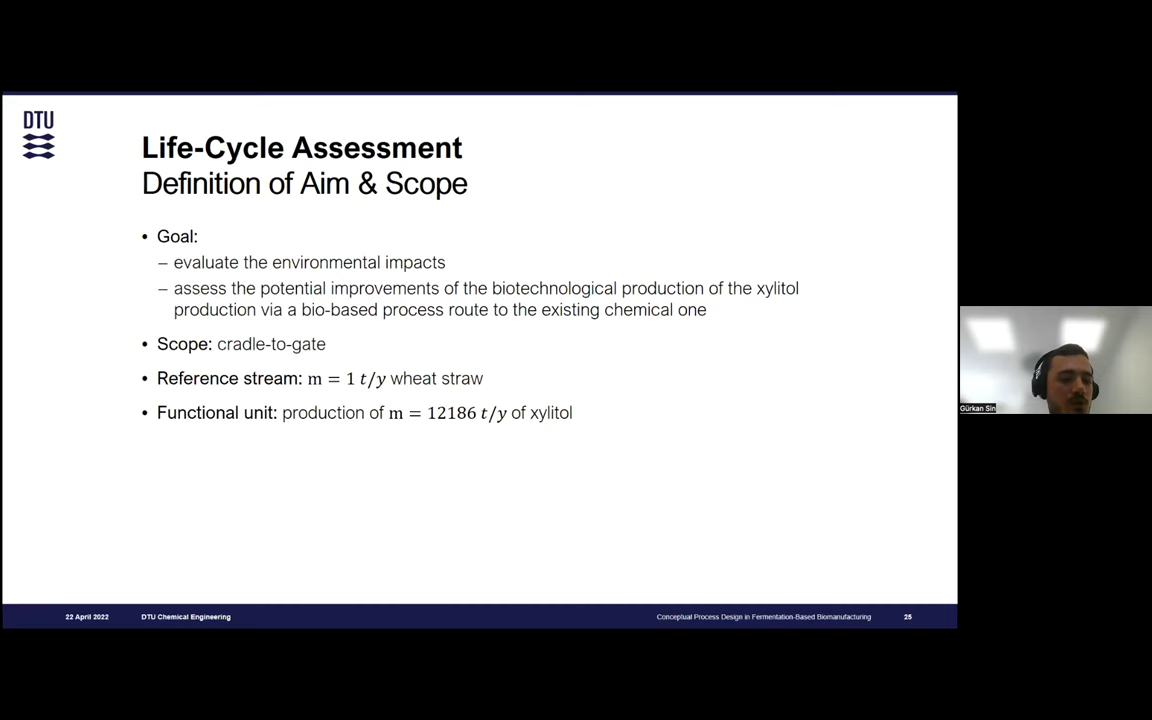 DTU
Life-Cycle Assessment
Definition of Aim & Scope
• Goal:
– evaluate the environmental impacts
– assess the potential improvements of the biotechnological production of the xylitol
production via a bio-based process route to the existing chemical one
• Scope: cradle-to-gate
• Reference stream: m = 1 t/y wheat straw
• Functional unit: production of m = 12186 t/y of xylitol
Gürkan Sin
22 April 2022 DTU Chemical Engineering Conceptual Process Design in Fermentation-Based Biomanufacturing 25